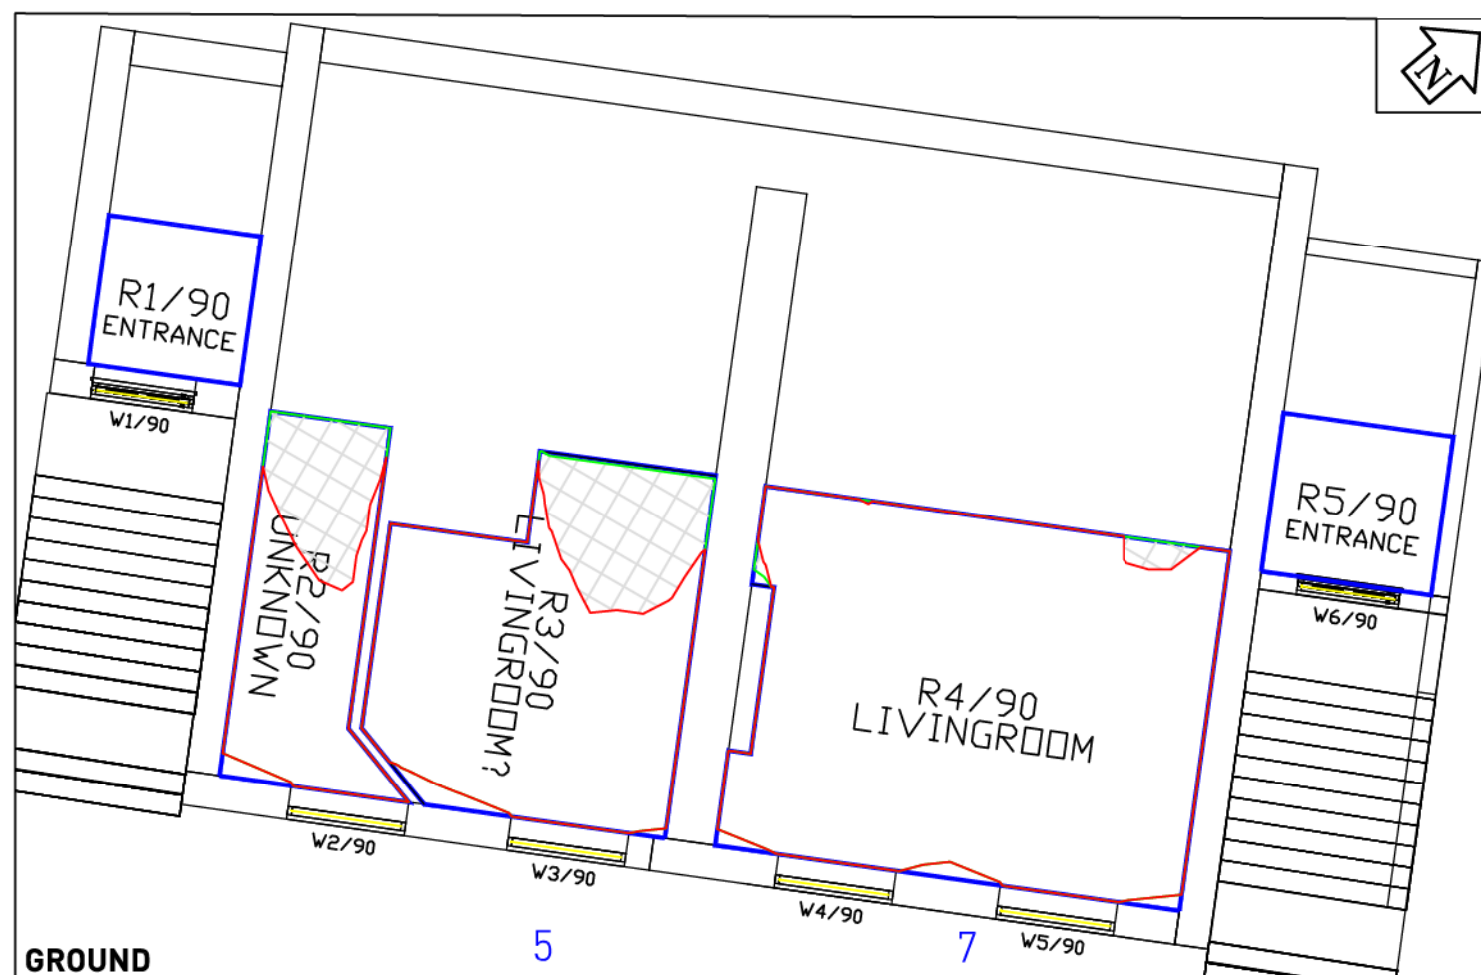 N
R1/90
ENTRANCE
W1/90
R2/90
UNKNOWN
W2/90
R3/90
LIVINGROOM?
W3/90
R4/90
LIVINGROOM
W4/90
W5/90
R5/90
ENTRANCE
W6/90
5
7
GROUND